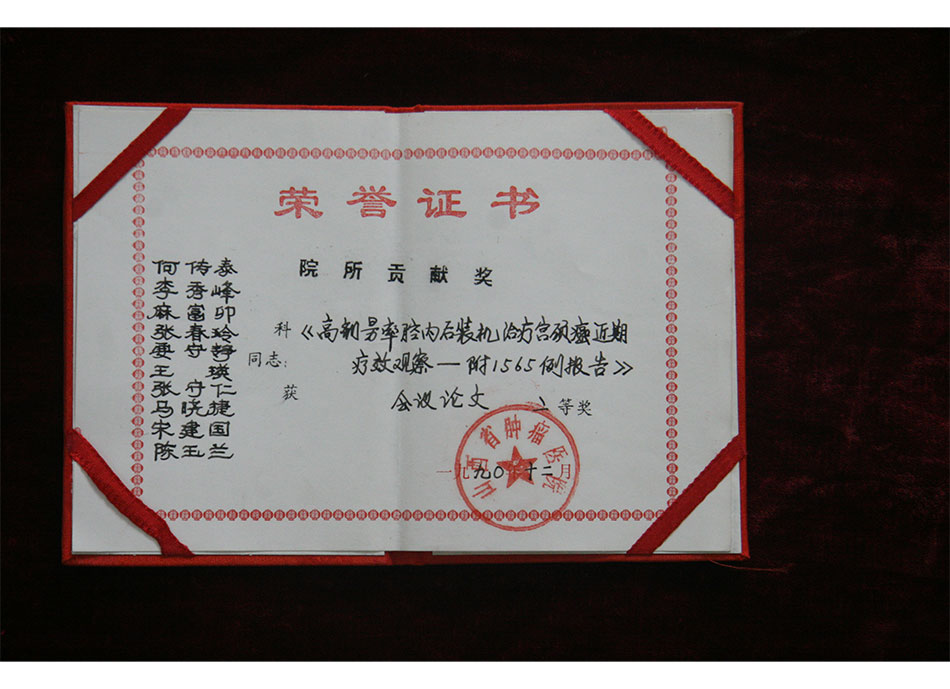 荣誉证书
院所贡献奖
何传泰
李秀峰
麻富卯
张春玲
要守
王瑛
张守仁
马晓捷
宋建国
陈玉兰
科《高剂量率腔内后装机治疗宫颈癌近期
同志:疗效观察—附1565例报告》
获会议论文二等奖
一九九〇年十二月
山西省肿瘤医院